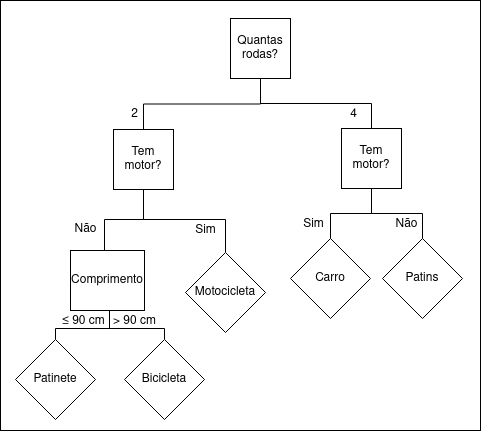 Quantas
rodas?
2
4
Tem
motor?
Tem
motor?
Não
Sim
Sim
Não
Comprimento
Motocicleta
Carro
Patins
≤ 90 cm
> 90 cm
Patinete
Bicicleta